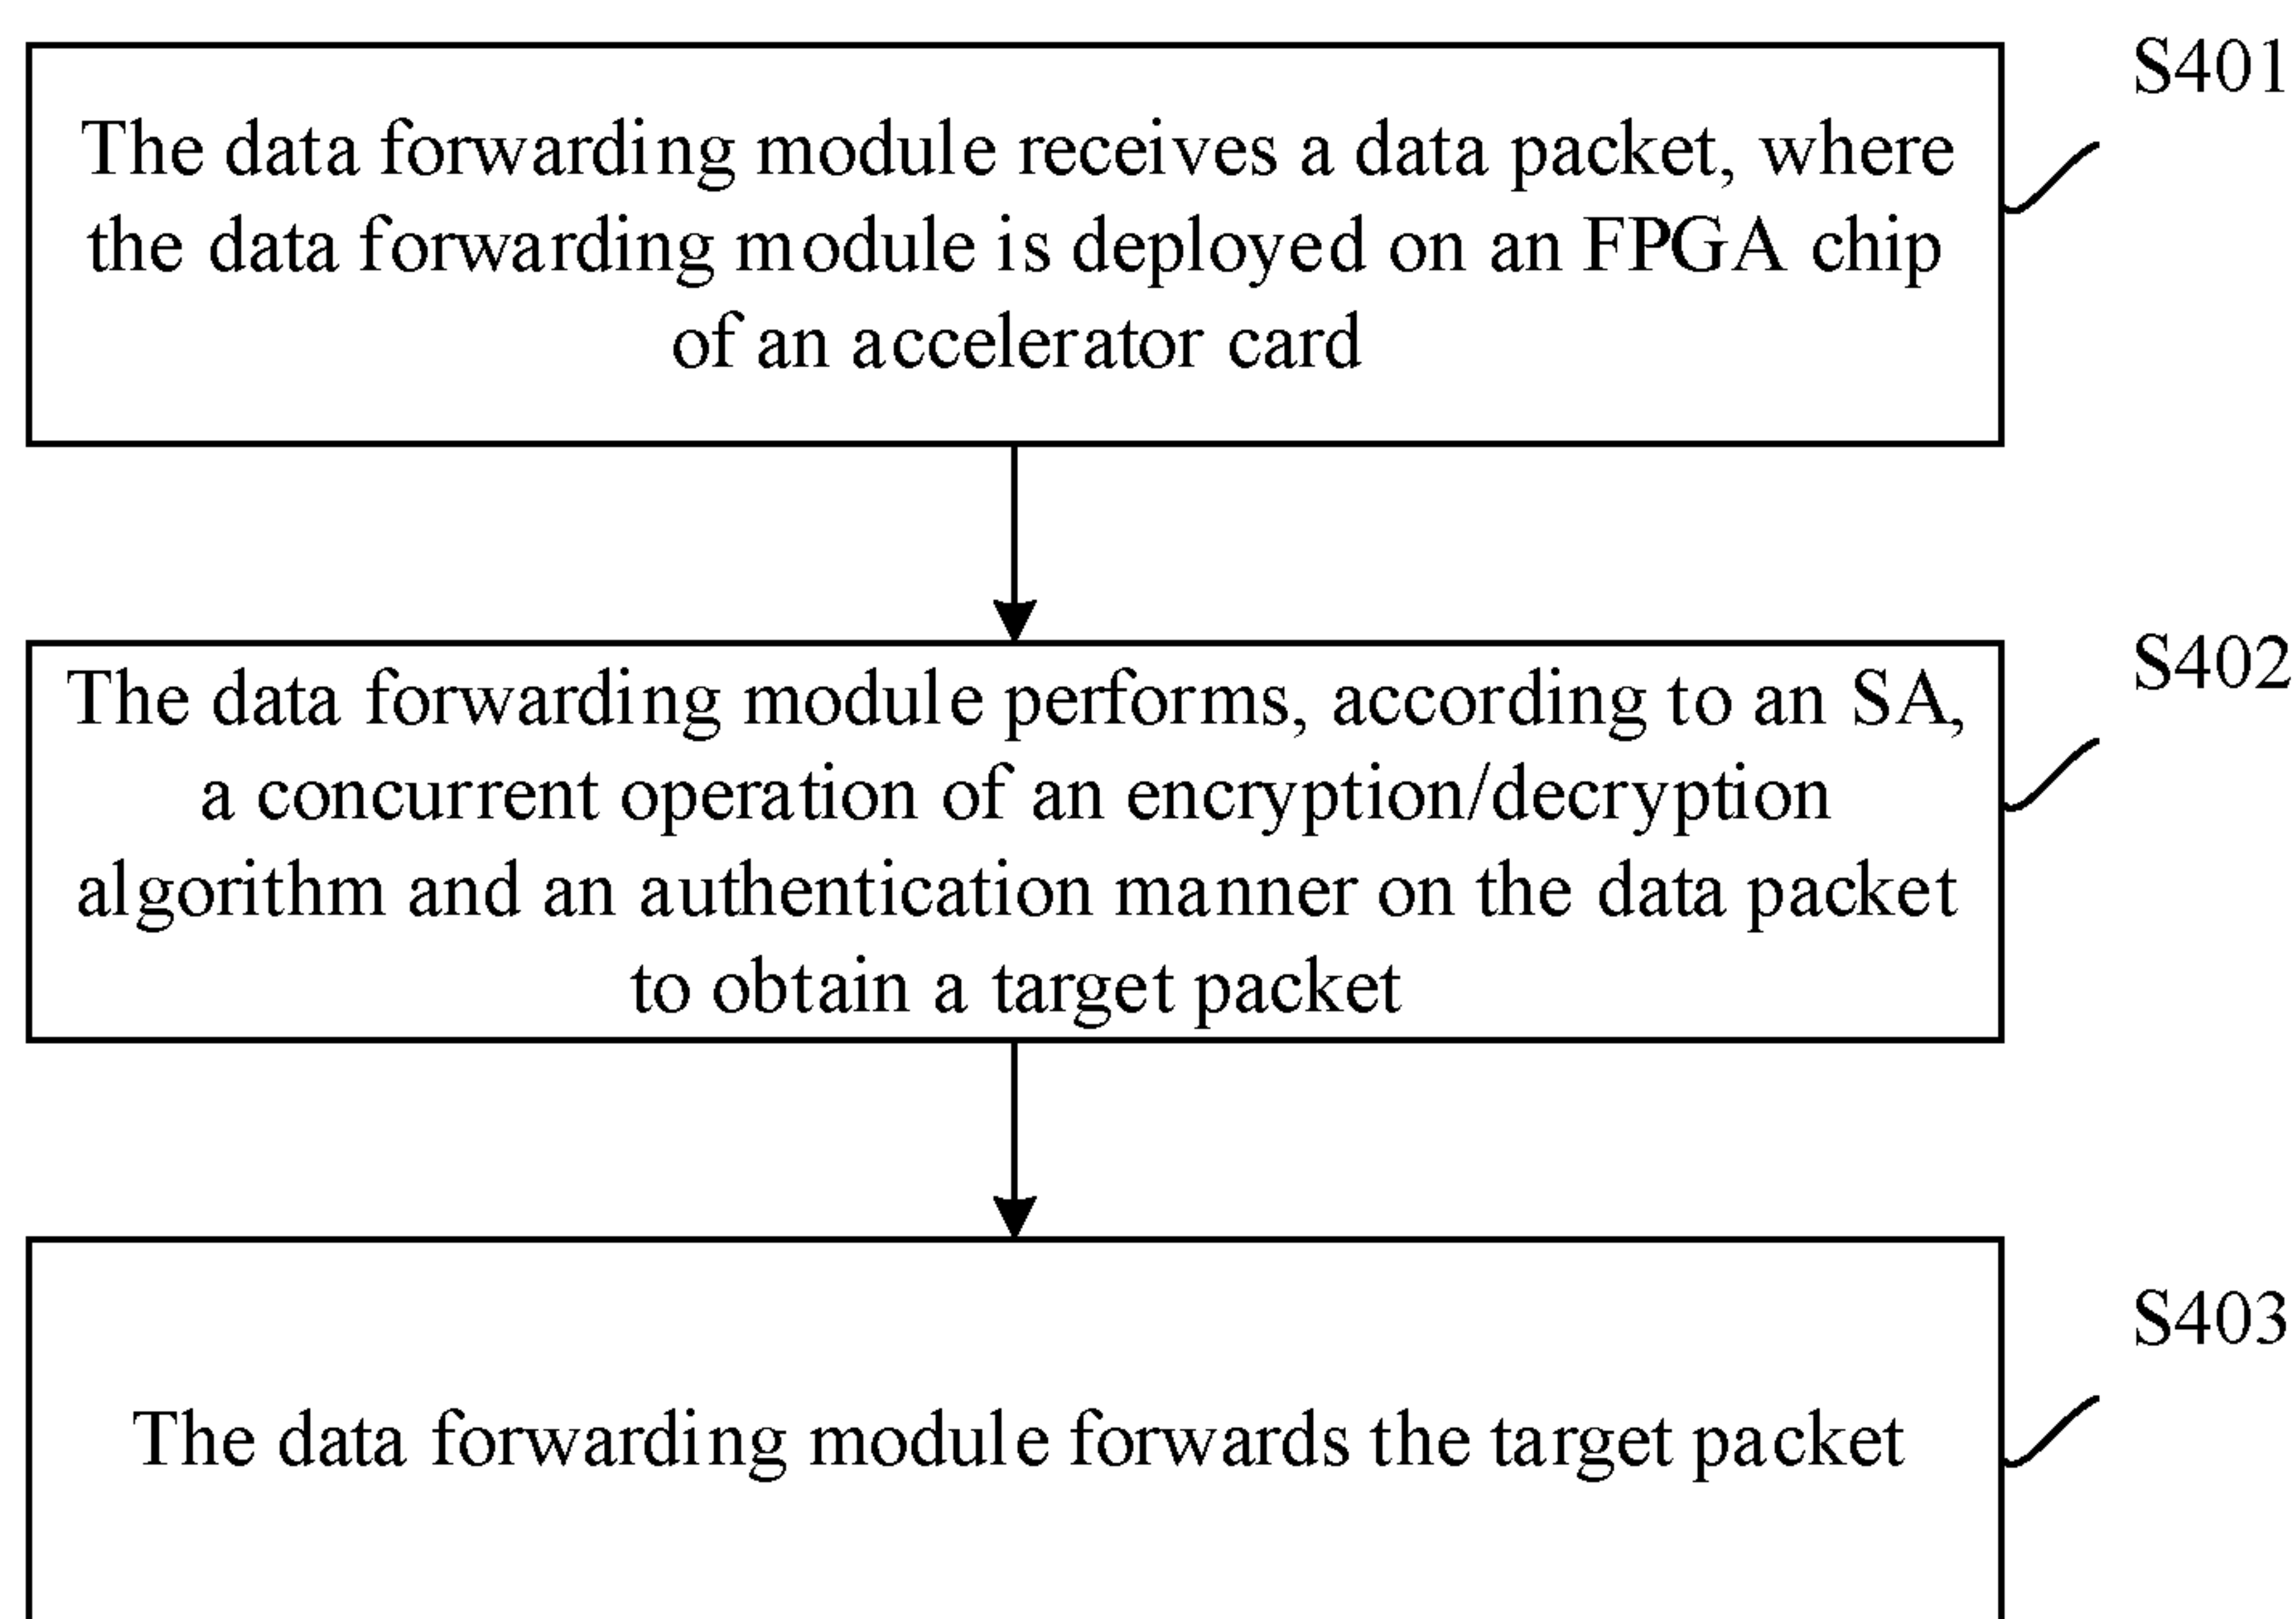 S401
The data forwarding module receives a data packet, where
the data forwarding module is deployed on an FPGA chip
of an accelerator card
S402
The data forwarding module performs, according to an SA,
a concurrent operation of an encryption/decryption
algorithm and an authentication manner on the data packet
to obtain a target packet
S403
The data forwarding module forwards the target packet